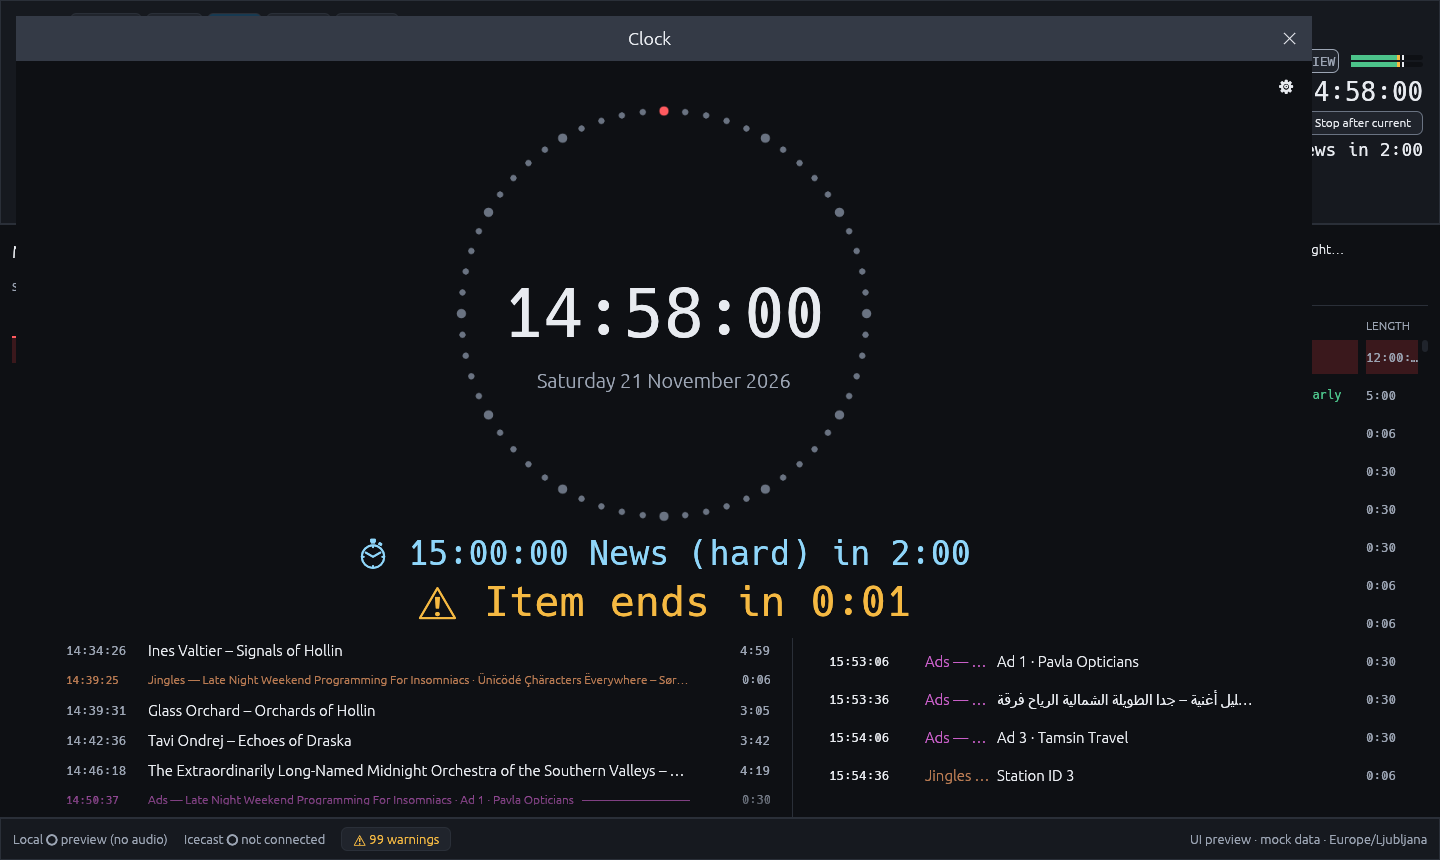 Clock
IEW
4:58:00
Stop after current
ews in 2:00
14:58:00
Saturday 21 November 2026
ght…
LENGTH
12:00:…
arly 5:00
0:06
0:30
0:30
0:30
0:06
0:06
15:00:00 News (hard) in 2:00
Item ends in 0:01
14:34:26 Ines Valtier – Signals of Hollin 4:59
14:39:25 Jingles — Late Night Weekend Programming For Insomniacs · Ünïcödé Çhäracters Everywhere – Sør… 0:06
14:39:31 Glass Orchard – Orchards of Hollin 3:05
14:42:36 Tavi Ondrej – Echoes of Draska 3:42
14:46:18 The Extraordinarily Long-Named Midnight Orchestra of the Southern Valleys – … 4:19
14:50:37 Ads — Late Night Weekend Programming For Insomniacs · Ad 1 · Pavla Opticians 0:30
15:53:06 Ads — … Ad 1 · Pavla Opticians 0:30
15:53:36 Ads — … فرقة الرياح الشمالية الطويلة جدا – أغنية ليل… 0:30
15:54:06 Ads — … Ad 3 · Tamsin Travel 0:30
15:54:36 Jingles … Station ID 3 0:06
Local preview (no audio) Icecast not connected 99 warnings UI preview · mock data · Europe/Ljubljana